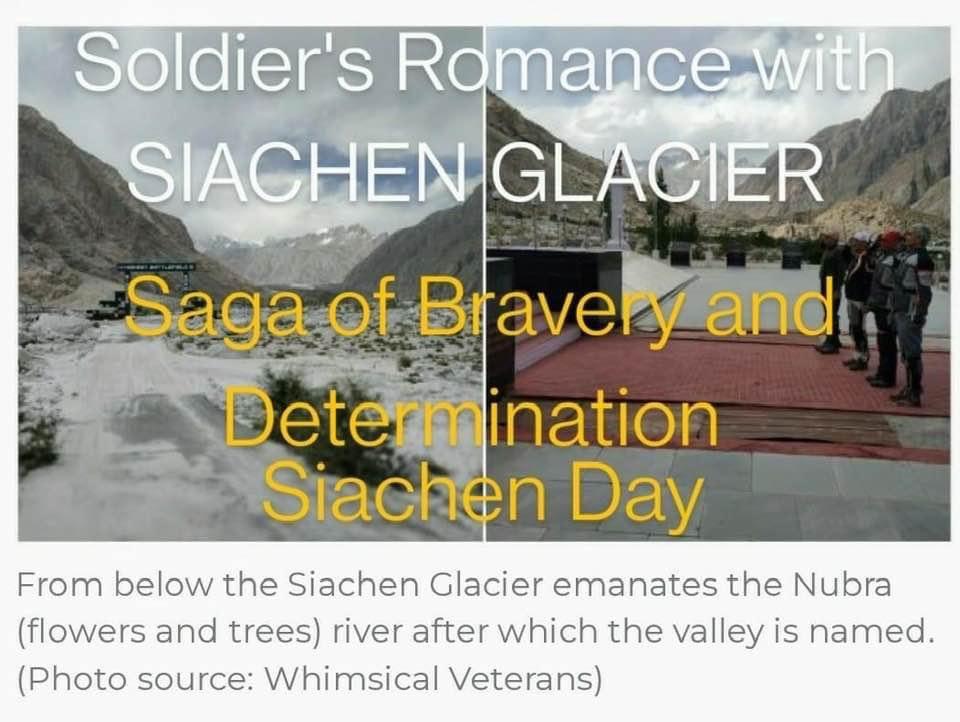 Soldier's Romance with
SIACHEN GLACIER
Saga of Bravery and
Determination
Siachen Day
From below the Siachen Glacier emanates the Nubra
(flowers and trees) river after which the valley is named.
(Photo source: Whimsical Veterans)